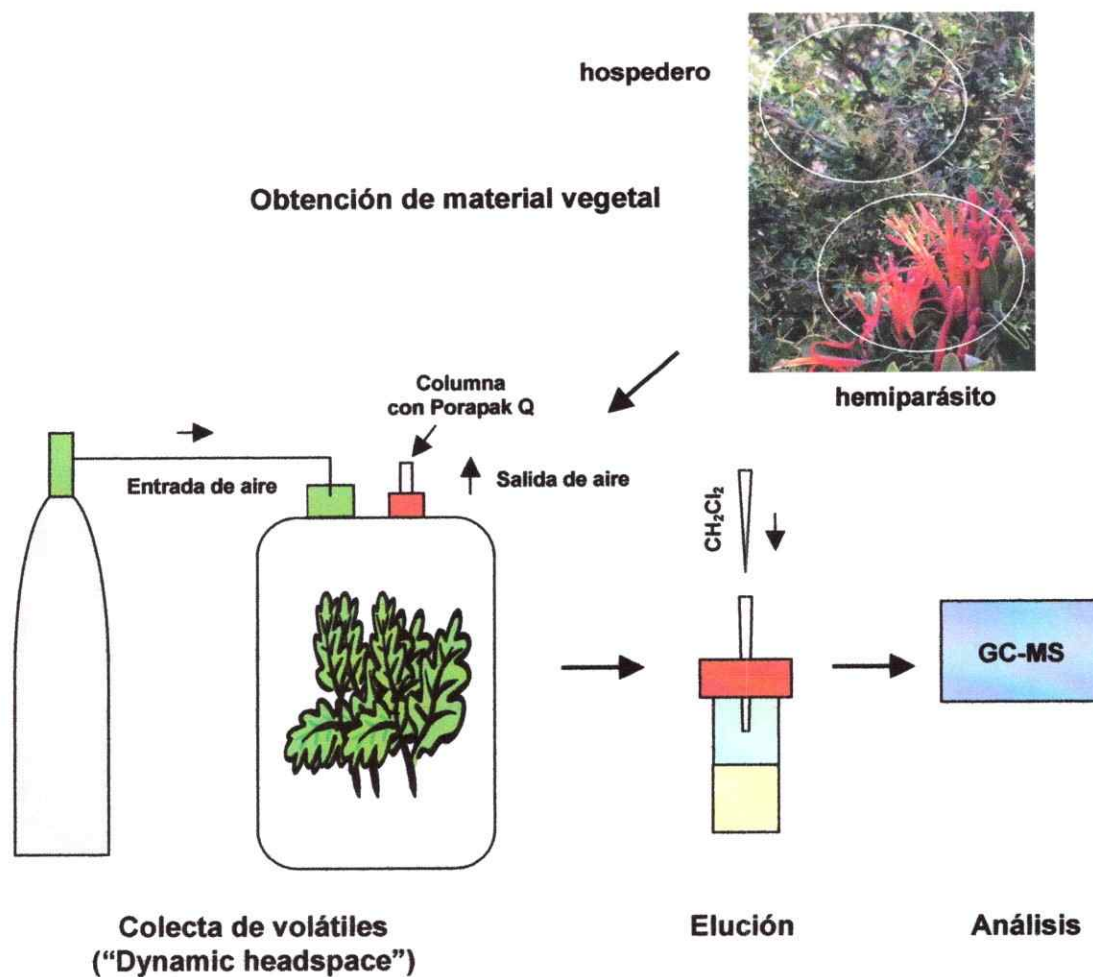 hospedero
Obtención de material vegetal
hemiparásito
Columna
con Porapak Q
Entrada de aire
Salida de aire
CH₂Cl₂
GC-MS
Colecta de volátiles
(“Dynamic headspace”)
Elución
Análisis